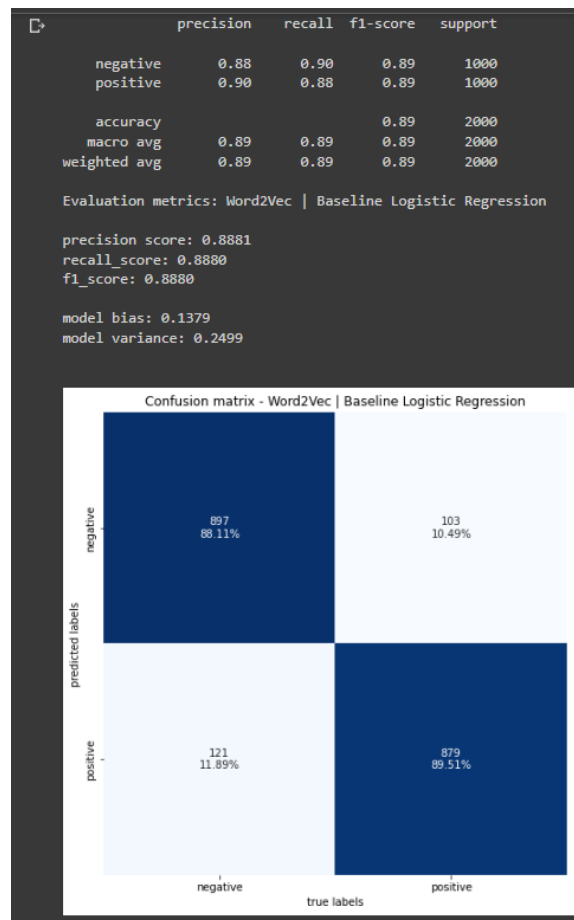 precision recall f1-score support
negative 0.88 0.90 0.89 1000
positive 0.90 0.88 0.89 1000
accuracy 0.89 2000
macro avg 0.89 0.89 0.89 2000
weighted avg 0.89 0.89 0.89 2000
Evaluation metrics: Word2Vec | Baseline Logistic Regression
precision score: 0.8881
recall_score: 0.8880
f1_score: 0.8880
model bias: 0.1379
model variance: 0.2499
Confusion matrix - Word2Vec | Baseline Logistic Regression
predicted labels
negative
897
88.11%
103
10.49%
positive
121
11.89%
879
89.51%
negative positive
true labels